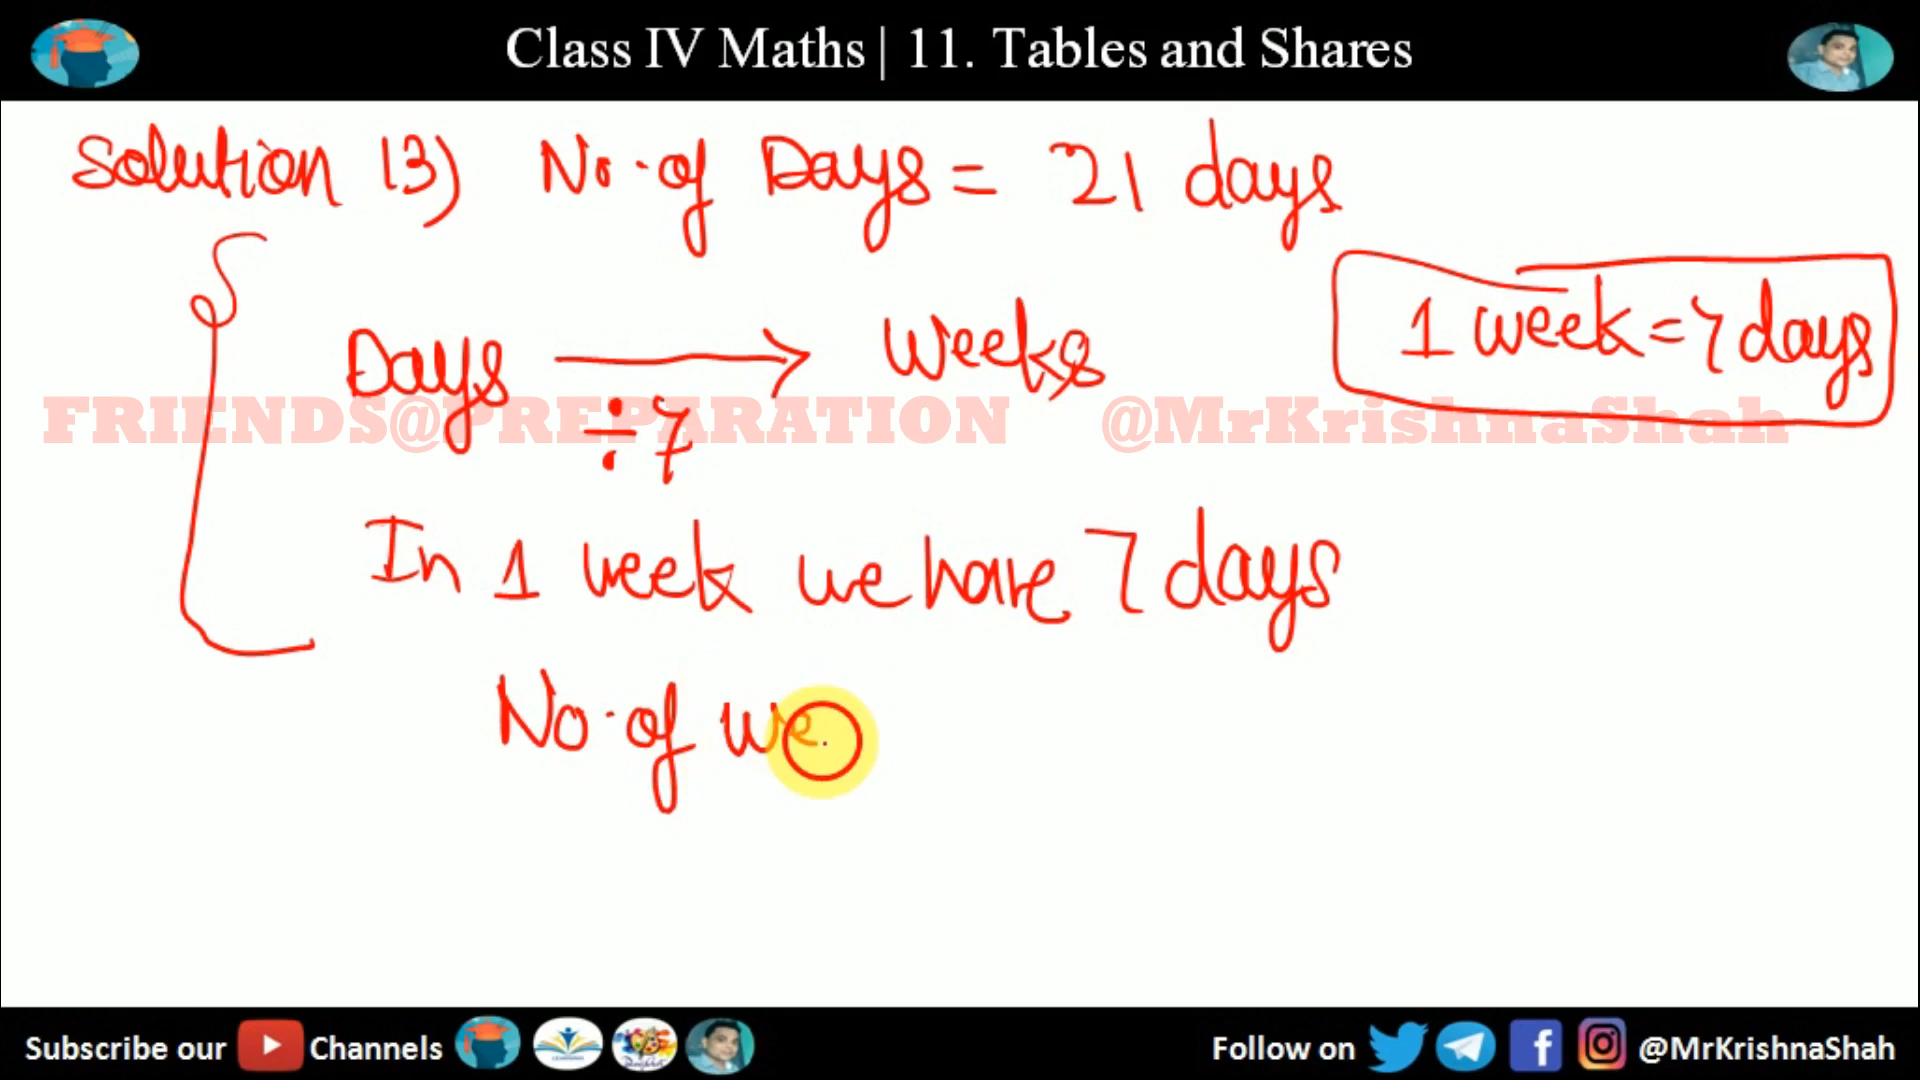 Class IV Maths | 11. Tables and Shares
Solution 13) No. of Days = 21 days
1 week = 7 days
Days → Weeks
÷7
FRIENDS@PREPARATION @MrKrishnaShah
In 1 week we have 7 days
No. of we
Subscribe our Channels Follow on @MrKrishnaShah